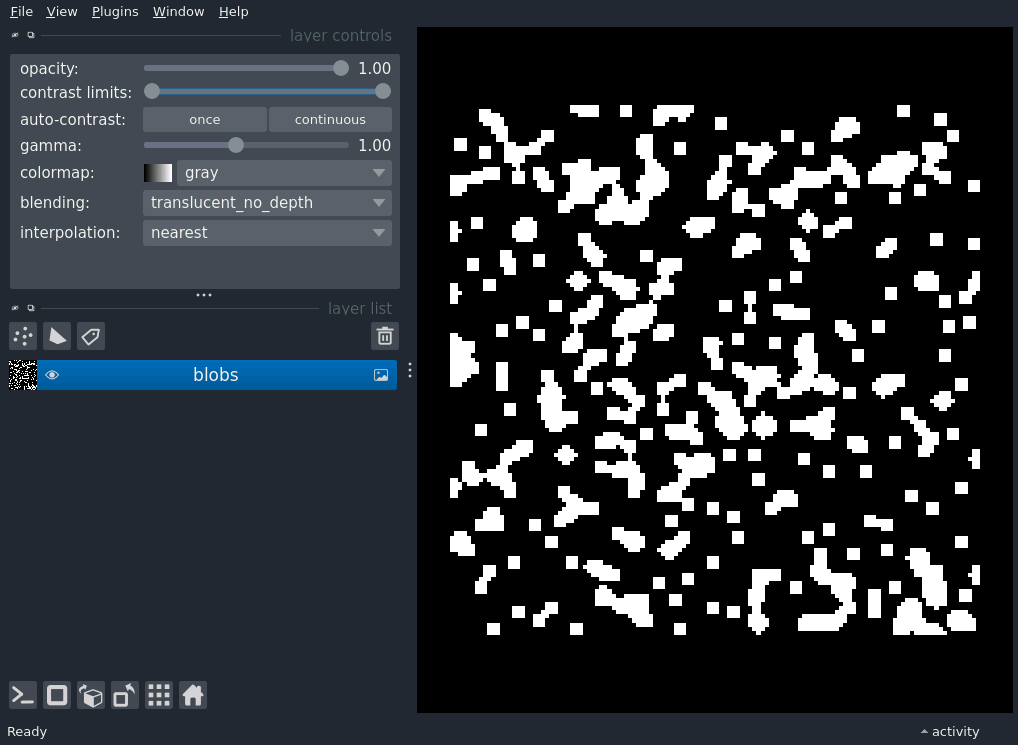 File View Plugins Window Help
layer controls
opacity: 1.00
contrast limits:
auto-contrast: once continuous
gamma: 1.00
colormap: gray
blending: translucent_no_depth
interpolation: nearest
layer list
blobs
Ready activity